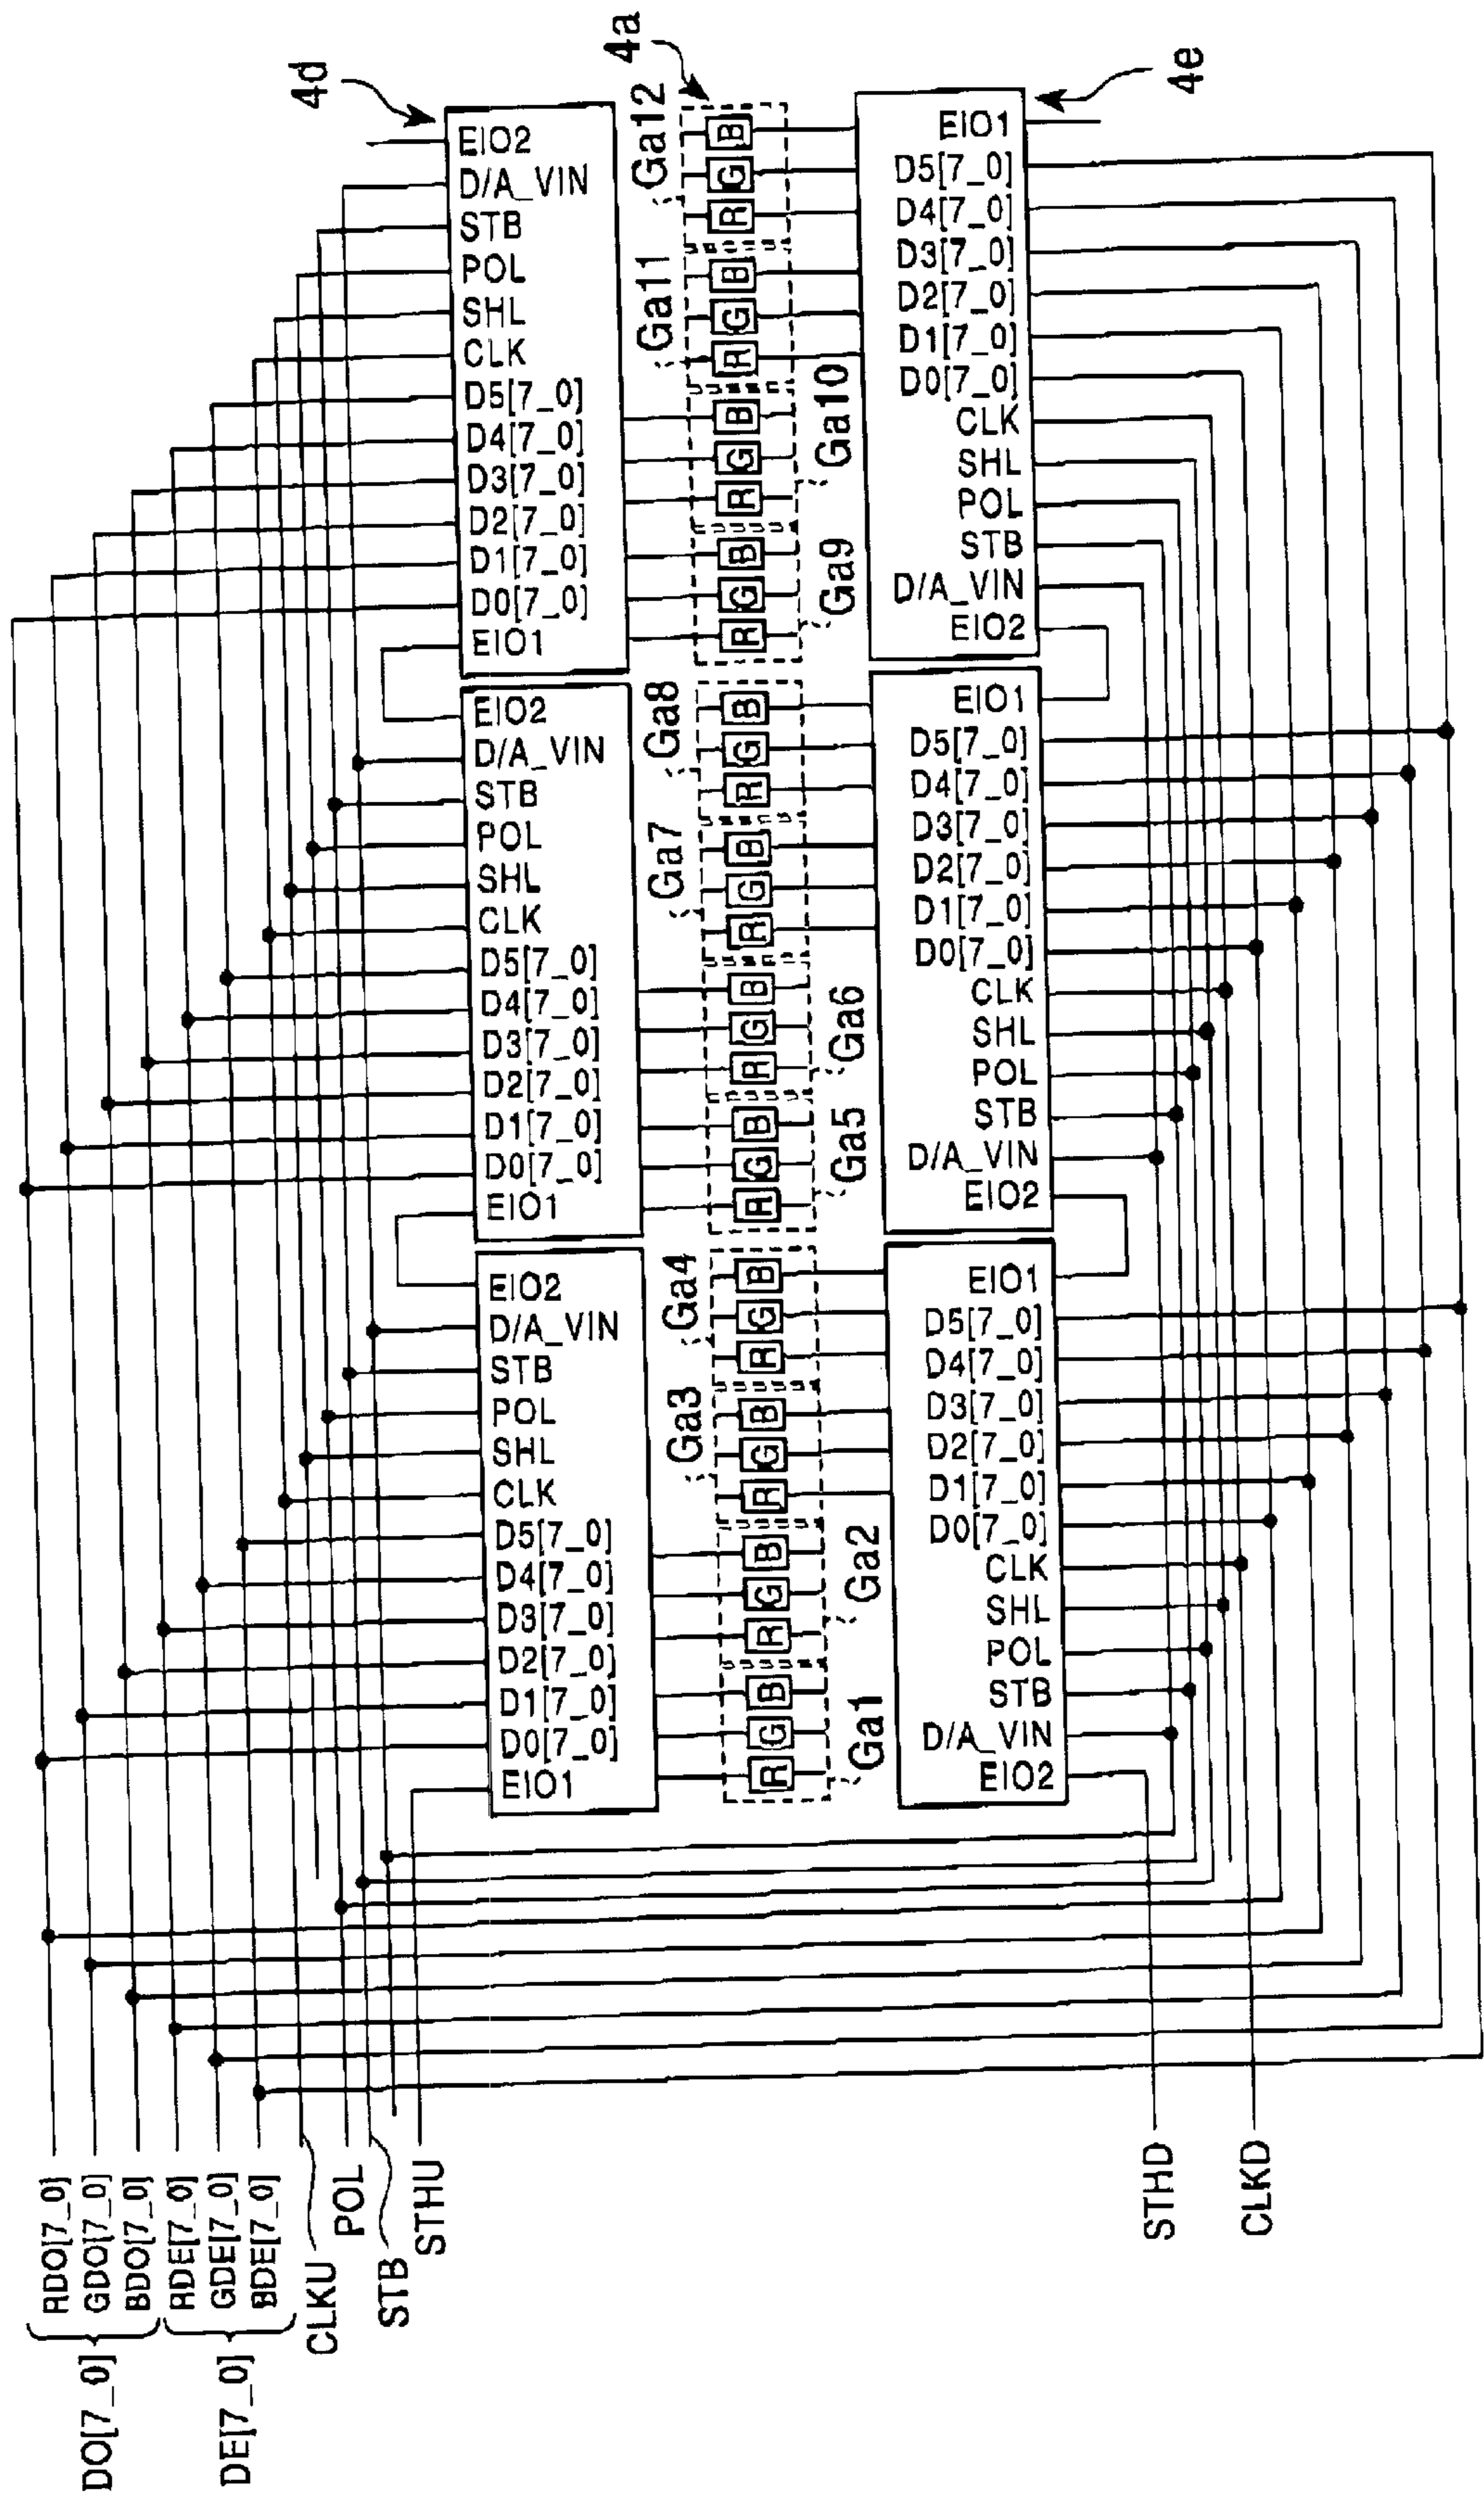 DO[7_0]
RDO[7_0]
GDO[7_0]
BDO[7_0]
DE[7_0]
RDE[7_0]
GDE[7_0]
BDE[7_0]
CLKU
POL
STB
STHU
STHD
CLKD
4d
EIO1
D0[7_0]
D1[7_0]
D2[7_0]
D3[7_0]
D4[7_0]
D5[7_0]
CLK
SHL
POL
STB
D/A_VIN
EIO2
EIO1
D0[7_0]
D1[7_0]
D2[7_0]
D3[7_0]
D4[7_0]
D5[7_0]
CLK
SHL
POL
STB
D/A_VIN
EIO2
EIO1
D0[7_0]
D1[7_0]
D2[7_0]
D3[7_0]
D4[7_0]
D5[7_0]
CLK
SHL
POL
STB
D/A_VIN
EIO2
4a
Ga3
Ga4
Ga7
Ga8
Ga11
Ga12
R G B R G B R G B R G B
R G B R G B R G B R G B
R G B R G B R G B R G B
Ga1
Ga2
Ga5
Ga6
Ga9
Ga10
EIO2
D/A_VIN
STB
POL
SHL
CLK
D0[7_0]
D1[7_0]
D2[7_0]
D3[7_0]
D4[7_0]
D5[7_0]
EIO1
EIO2
D/A_VIN
STB
POL
SHL
CLK
D0[7_0]
D1[7_0]
D2[7_0]
D3[7_0]
D4[7_0]
D5[7_0]
EIO1
EIO2
D/A_VIN
STB
POL
SHL
CLK
D0[7_0]
D1[7_0]
D2[7_0]
D3[7_0]
D4[7_0]
D5[7_0]
EIO1
4e